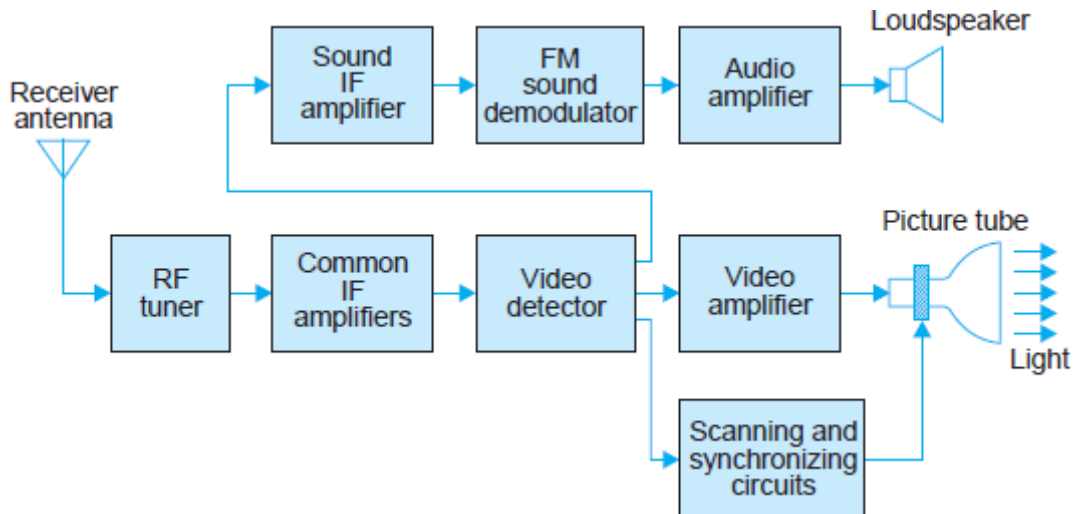 Loudspeaker
Sound
IF
amplifier
FM
sound
demodulator
Audio
amplifier
Receiver
antenna
Picture tube
RF
tuner
Common
IF
amplifiers
Video
detector
Video
amplifier
Light
Scanning and
synchronizing
circuits